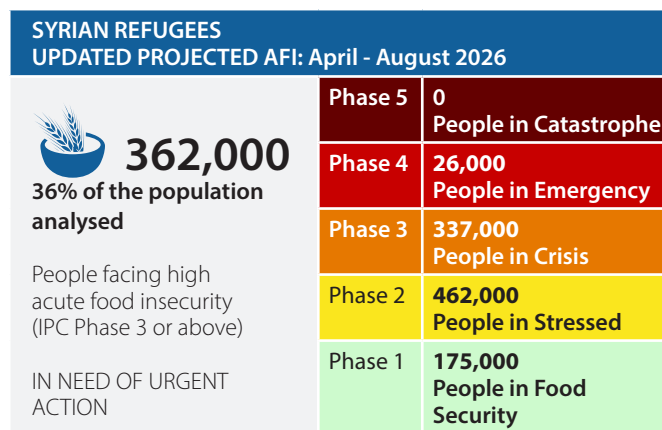 SYRIAN REFUGEES
UPDATED PROJECTED AFI: April - August 2026
362,000
36% of the population
analysed
People facing high
acute food insecurity
(IPC Phase 3 or above)
IN NEED OF URGENT
ACTION
Phase 5
0
People in Catastrophe
Phase 4
26,000
People in Emergency
Phase 3
337,000
People in Crisis
Phase 2
462,000
People in Stressed
Phase 1
175,000
People in Food
Security